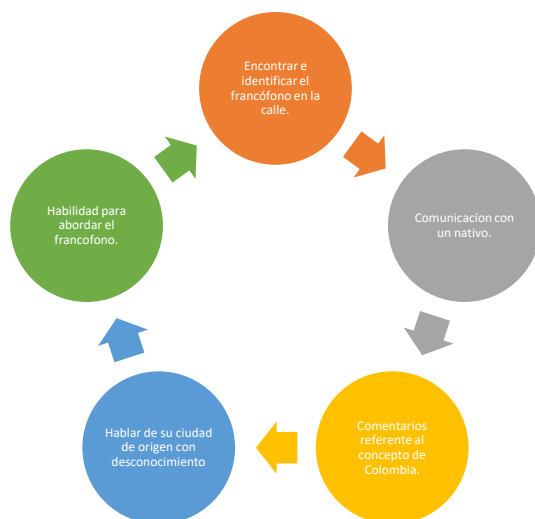 Encontrar e
identificar el
francófono en la
calle.
Comunicacíon con
un nativo.
Comentarios
referente al
concepto de
Colombia.
Hablar de su ciudad
de origen con
desconocimiento
Habilidad para
abordar el
francofono.